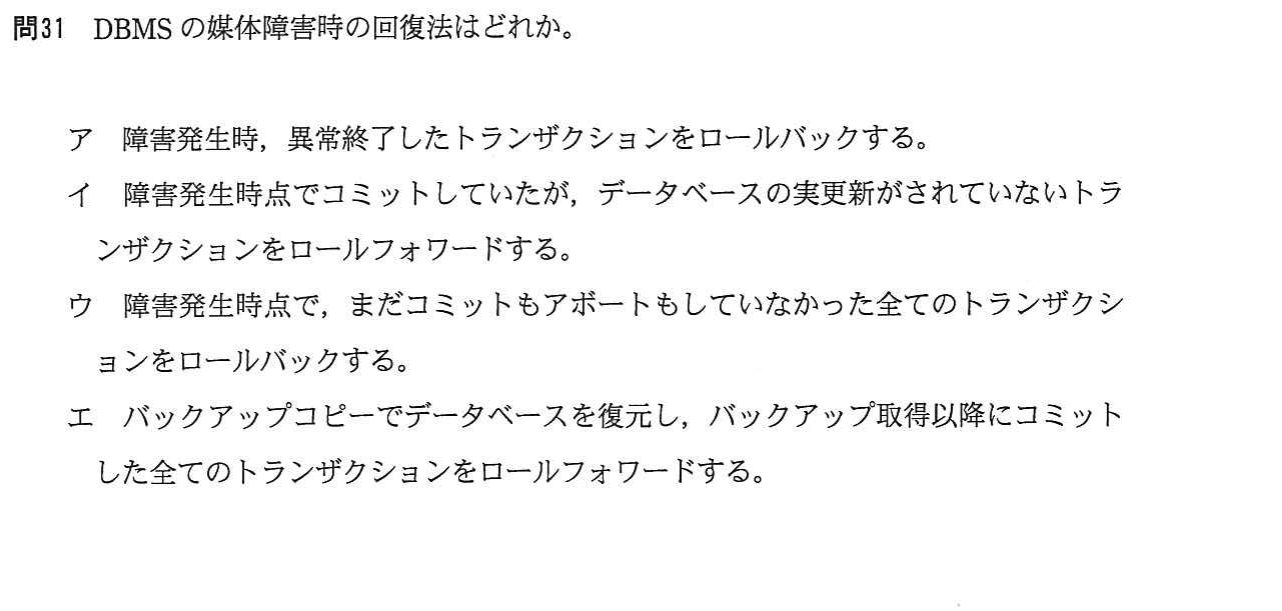 問31　DBMS の媒体障害時の回復法はどれか。
ア　障害発生時，異常終了したトランザクションをロールバックする。
イ　障害発生時点でコミットしていたが，データベースの実更新がされていないトラ
ンザクションをロールフォワードする。
ウ　障害発生時点で，まだコミットもアボートもしていなかった全てのトランザクシ
ョンをロールバックする。
エ　バックアップコピーでデータベースを復元し，バックアップ取得以降にコミット
した全てのトランザクションをロールフォワードする。